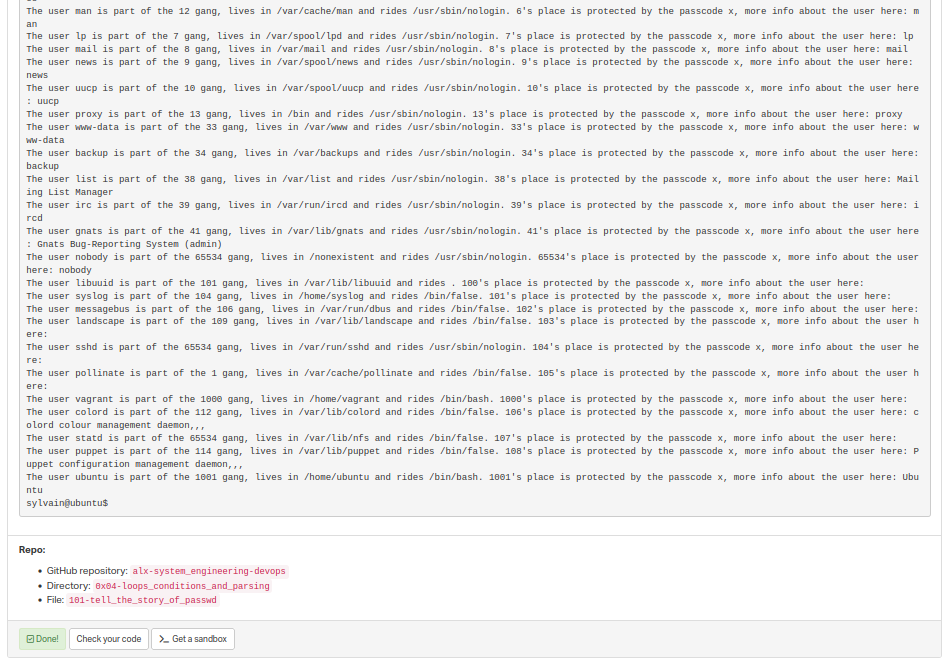 The user man is part of the 12 gang, lives in /var/cache/man and rides /usr/sbin/nologin. 6's place is protected by the passcode x, more info about the user here: m
an
The user lp is part of the 7 gang, lives in /var/spool/lpd and rides /usr/sbin/nologin. 7's place is protected by the passcode x, more info about the user here: lp
The user mail is part of the 8 gang, lives in /var/mail and rides /usr/sbin/nologin. 8's place is protected by the passcode x, more info about the user here: mail
The user news is part of the 9 gang, lives in /var/spool/news and rides /usr/sbin/nologin. 9's place is protected by the passcode x, more info about the user here:
news
The user uucp is part of the 10 gang, lives in /var/spool/uucp and rides /usr/sbin/nologin. 10's place is protected by the passcode x, more info about the user here
: uucp
The user proxy is part of the 13 gang, lives in /bin and rides /usr/sbin/nologin. 13's place is protected by the passcode x, more info about the user here: proxy
The user www-data is part of the 33 gang, lives in /var/www and rides /usr/sbin/nologin. 33's place is protected by the passcode x, more info about the user here: w
ww-data
The user backup is part of the 34 gang, lives in /var/backups and rides /usr/sbin/nologin. 34's place is protected by the passcode x, more info about the user here:
backup
The user list is part of the 38 gang, lives in /var/list and rides /usr/sbin/nologin. 38's place is protected by the passcode x, more info about the user here: Mail
ing List Manager
The user irc is part of the 39 gang, lives in /var/run/ircd and rides /usr/sbin/nologin. 39's place is protected by the passcode x, more info about the user here: i
rcd
The user gnats is part of the 41 gang, lives in /var/lib/gnats and rides /usr/sbin/nologin. 41's place is protected by the passcode x, more info about the user here
: Gnats Bug-Reporting System (admin)
The user nobody is part of the 65534 gang, lives in /nonexistent and rides /usr/sbin/nologin. 65534's place is protected by the passcode x, more info about the user
here: nobody
The user libuuid is part of the 101 gang, lives in /var/lib/libuuid and rides . 100's place is protected by the passcode x, more info about the user here:
The user syslog is part of the 104 gang, lives in /home/syslog and rides /bin/false. 101's place is protected by the passcode x, more info about the user here:
The user messagebus is part of the 106 gang, lives in /var/run/dbus and rides /bin/false. 102's place is protected by the passcode x, more info about the user here:
The user landscape is part of the 109 gang, lives in /var/lib/landscape and rides /bin/false. 103's place is protected by the passcode x, more info about the user h
ere:
The user sshd is part of the 65534 gang, lives in /var/run/sshd and rides /usr/sbin/nologin. 104's place is protected by the passcode x, more info about the user he
re:
The user pollinate is part of the 1 gang, lives in /var/cache/pollinate and rides /bin/false. 105's place is protected by the passcode x, more info about the user h
ere:
The user vagrant is part of the 1000 gang, lives in /home/vagrant and rides /bin/bash. 1000's place is protected by the passcode x, more info about the user here:
The user colord is part of the 112 gang, lives in /var/lib/colord and rides /bin/false. 106's place is protected by the passcode x, more info about the user here: c
olord colour management daemon,,,
The user statd is part of the 65534 gang, lives in /var/lib/nfs and rides /bin/false. 107's place is protected by the passcode x, more info about the user here:
The user puppet is part of the 114 gang, lives in /var/lib/puppet and rides /bin/false. 108's place is protected by the passcode x, more info about the user here: P
uppet configuration management daemon,,,
The user ubuntu is part of the 1001 gang, lives in /home/ubuntu and rides /bin/bash. 1001's place is protected by the passcode x, more info about the user here: Ubu
ntu
sylvain@ubuntu$
Repo:
• GitHub repository: alx-system_engineering-devops
• Directory: 0x04-loops_conditions_and_parsing
• File: 101-tell_the_story_of_passwd
Done! Check your code >_ Get a sandbox